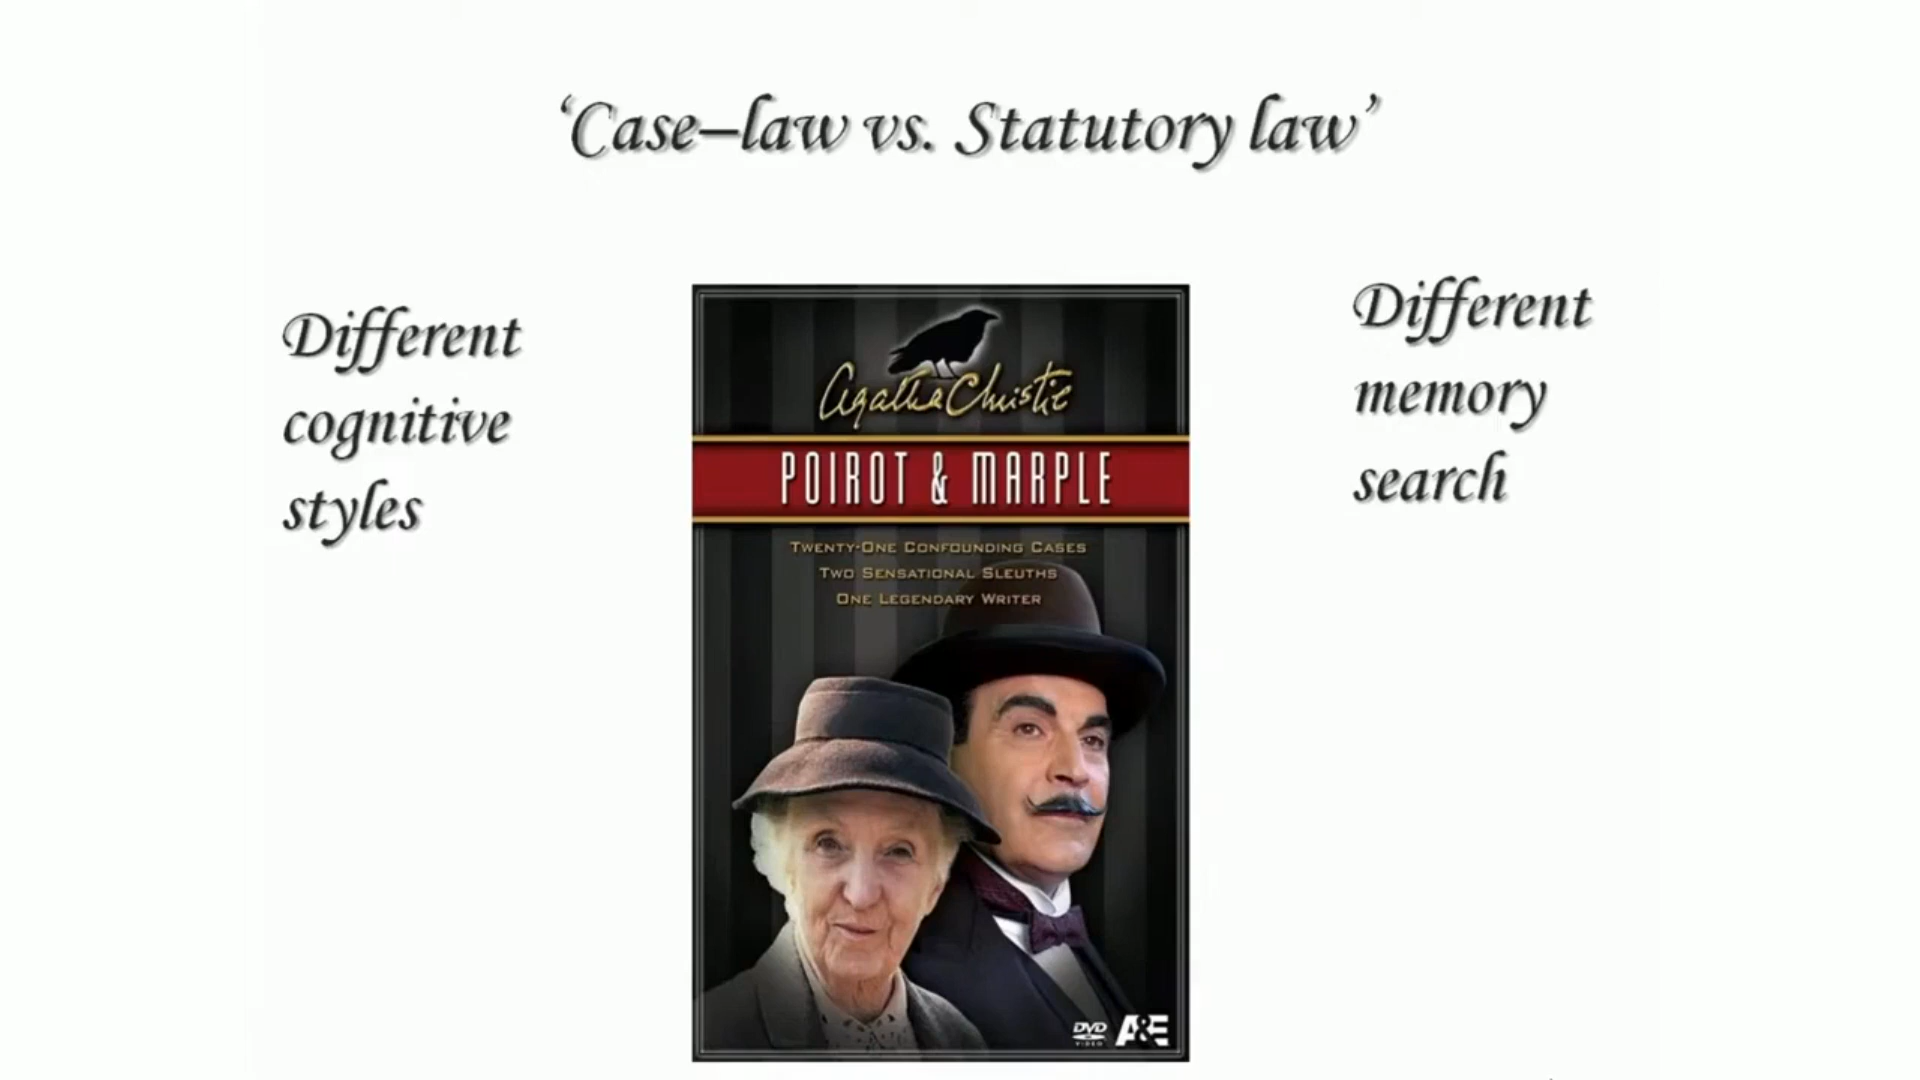 ‘Case–law vs. Statutory law’
Different
cognitive
styles
Agatha Christie
POIROT & MARPLE
TWENTY·ONE CONFOUNDING CASES
TWO SENSATIONAL SLEUTHS
ONE LEGENDARY WRITER
DVD
VIDEO
A&E
Different
memory
search